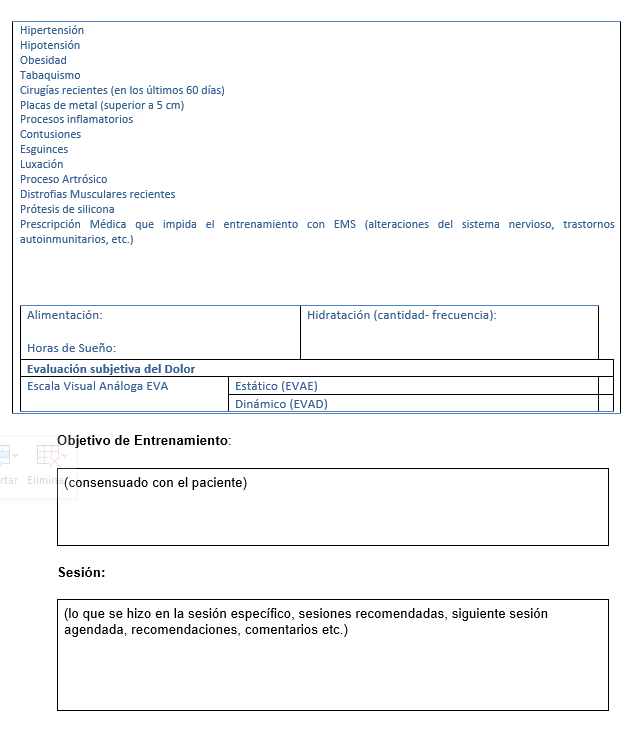 Hipertensión
Hipotensión
Obesidad
Tabaquismo
Cirugías recientes (en los últimos 60 días)
Placas de metal (superior a 5 cm)
Procesos inflamatorios
Contusiones
Esguinces
Luxación
Proceso Artrósico
Distrofias Musculares recientes
Prótesis de silicona
Prescripción Médica que impida el entrenamiento con EMS (alteraciones del sistema nervioso, trastornos
autoinmunitarios, etc.)
Alimentación:
Hidratación (cantidad- frecuencia):
Horas de Sueño:
Evaluación subjetiva del Dolor
Escala Visual Análoga EVA
Estático (EVAE)
Dinámico (EVAD)
Objetivo de Entrenamiento:
(consensuado con el paciente)
Sesión:
(lo que se hizo en la sesión específico, sesiones recomendadas, siguiente sesión
agendada, recomendaciones, comentarios etc.)